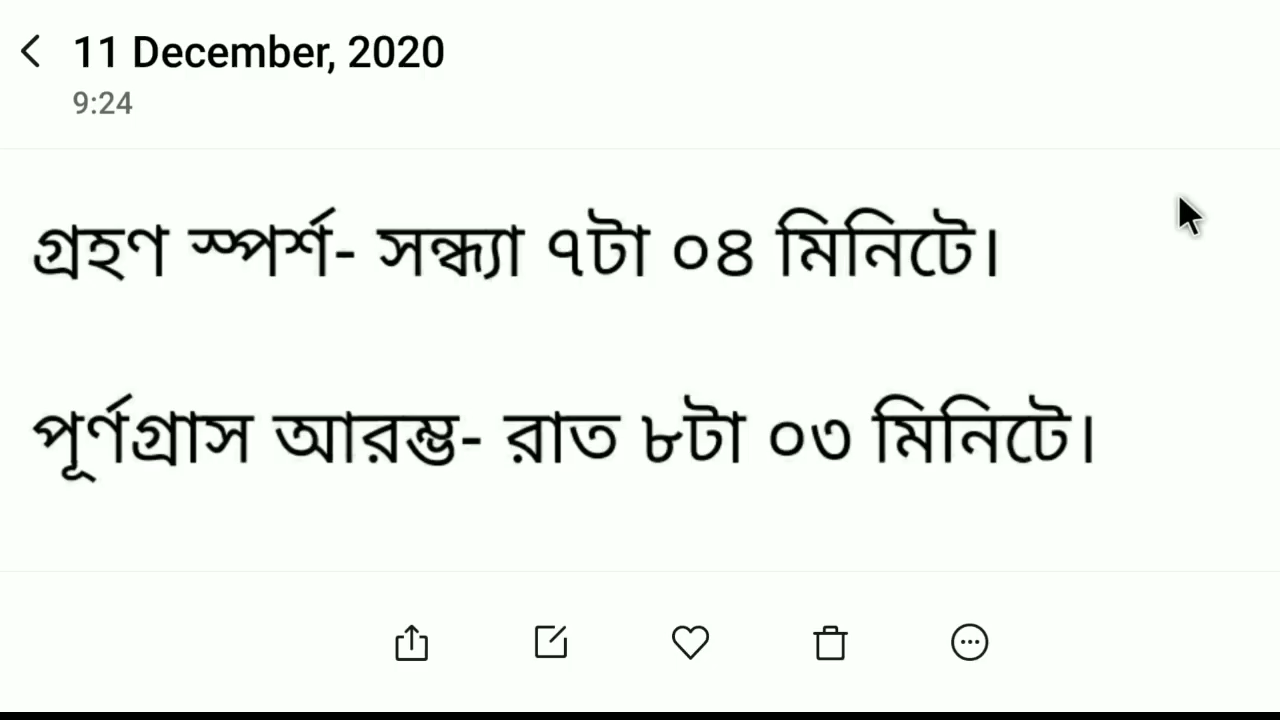 11 December, 2020
9:24
গ্রহণ স্পর্শ- সন্ধ্যা ৭টা ০৪ মিনিটে।
পূর্ণগ্রাস আরম্ভ- রাত ৮টা ০৩ মিনিটে।